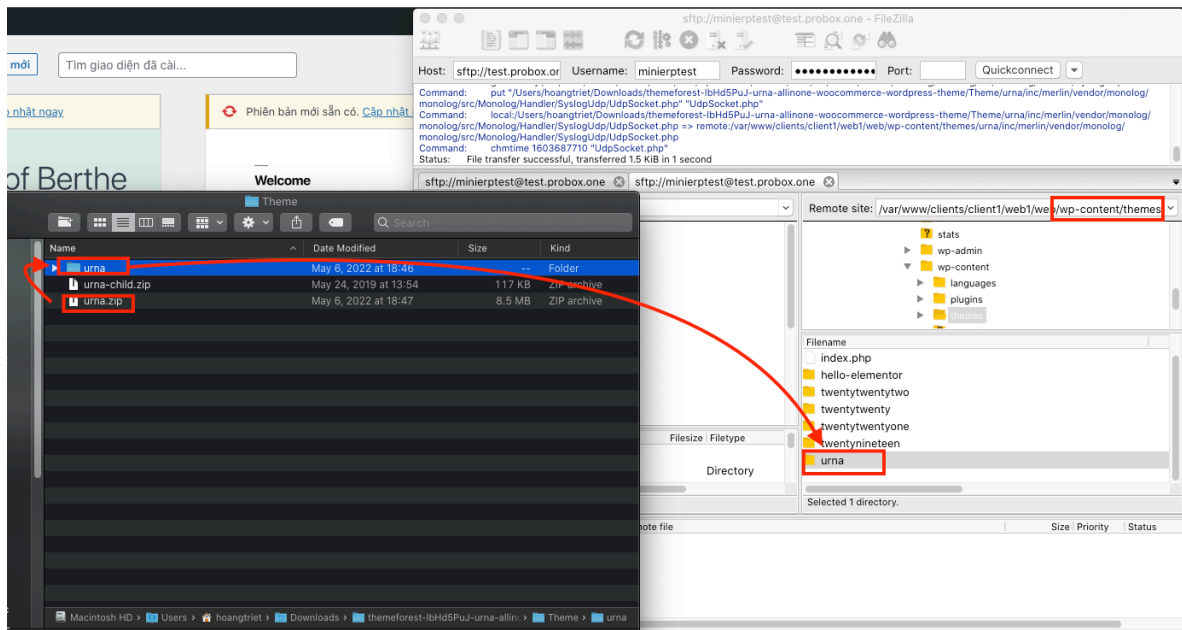 sftp://minierptest@test.probox.one - FileZilla
mới
Tìm giao diện đã cài...
Host:
sftp://test.probox.or
Username:
minierptest
Password:
Port:
Quickconnect
Command: put "/Users/hoangtriet/Downloads/themeforest-lbHd5PuJ-urna-allinone-woocommerce-wordpress-theme/Theme/urna/inc/merlin/vendor/monolog/
monolog/src/Monolog/Handler/SyslogUdp/UdpSocket.php" "UdpSocket.php"
Command: local:/Users/hoangtriet/Downloads/themeforest-lbHd5PuJ-urna-allinone-woocommerce-wordpress-theme/Theme/urna/inc/merlin/vendor/monolog/
monolog/src/Monolog/Handler/SyslogUdp/UdpSocket.php => remote:/var/www/clients/client1/web1/web/wp-content/themes/urna/inc/merlin/vendor/monolog/
monolog/src/Monolog/Handler/SyslogUdp/UdpSocket.php
Command: chmtime 1603687710 "UdpSocket.php"
Status: File transfer successful, transferred 1.5 KiB in 1 second
nhật ngay
Phiên bản mới sẵn có. Cập nhật
of Berthe
Welcome
sftp://minierptest@test.probox.one
sftp://minierptest@test.probox.one
Theme
Search
Remote site:
/var/www/clients/client1/web1/web/wp-content/themes
Name
Date Modified
Size
Kind
urna
May 6, 2022 at 18:46
--
Folder
urna-child.zip
May 24, 2019 at 13:54
117 KB
ZIP archive
urna.zip
May 6, 2022 at 18:47
8.5 MB
ZIP archive
stats
wp-admin
wp-content
languages
plugins
themes
Filename
index.php
hello-elementor
twentytwentytwo
twentytwenty
twentytwentyone
twentynineteen
urna
Filesize
Filetype
Directory
Selected 1 directory.
file
Size
Priority
Status
Macintosh HD › Users › hoangtriet › Downloads › themeforest-lbHd5PuJ-urna-allin › Theme › urna